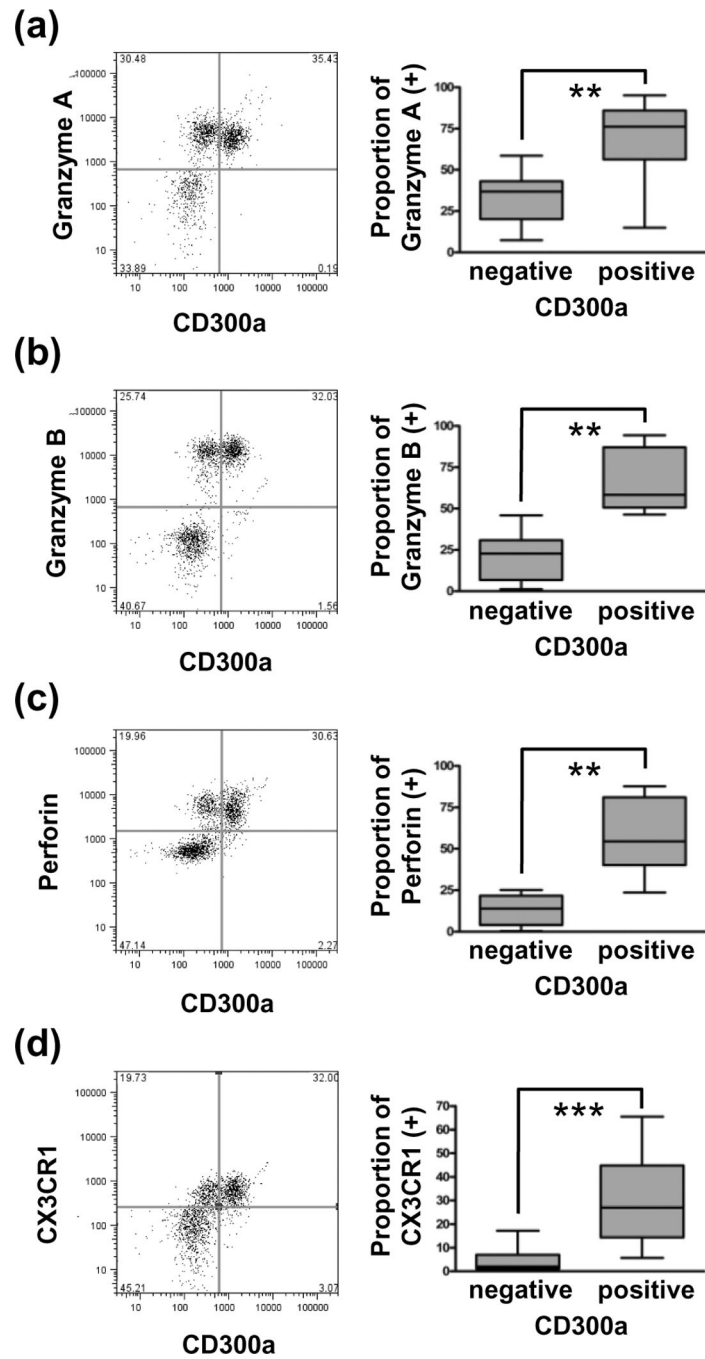 (a)
30.48 35.43
100000
10000
1000
100
10
33.89 0.19
10 100 1000 10000 100000
Granzyme A
CD300a
Proportion of
Granzyme A (+)
100
75
50
25
0
**
negative positive
CD300a
(b)
25.74 32.03
100000
10000
1000
100
10
40.67 1.56
10 100 1000 10000 100000
Granzyme B
CD300a
Proportion of
Granzyme B (+)
100
75
50
25
0
**
negative positive
CD300a
(c)
19.96 30.63
100000
10000
1000
100
10
47.14 2.27
10 100 1000 10000 100000
Perforin
CD300a
Proportion of
Perforin (+)
100
75
50
25
0
**
negative positive
CD300a
(d)
19.73 32.00
100000
10000
1000
100
10
45.21 3.07
10 100 1000 10000 100000
CX3CR1
CD300a
Proportion of
CX3CR1 (+)
70
60
50
40
30
20
10
0
***
negative positive
CD300a